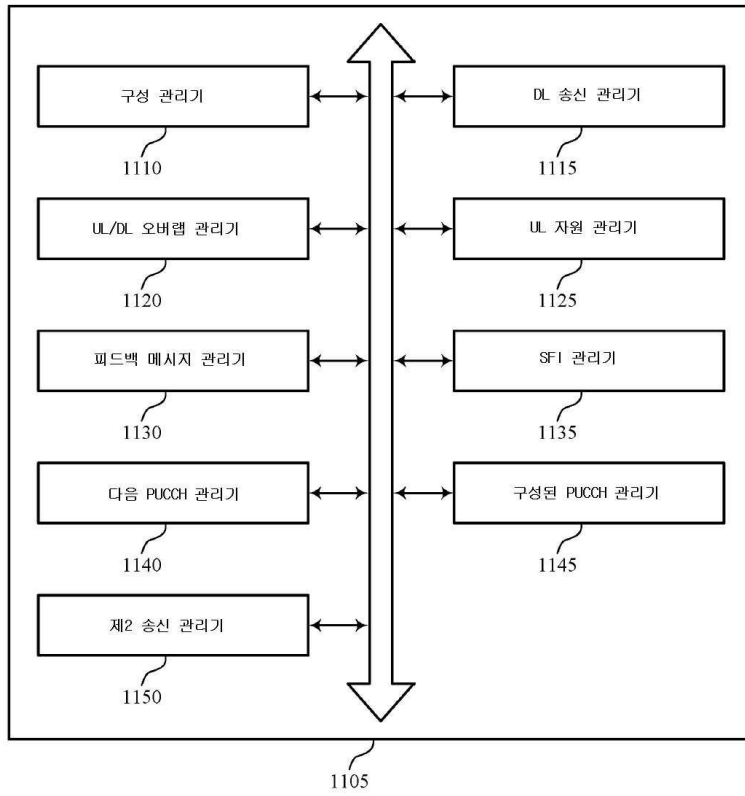 구성 관리기
DL 송신 관리기
1110
1115
UL/DL 오버랩 관리기
UL 자원 관리기
1120
1125
피드백 메시지 관리기
SFI 관리기
1130
1135
다음 PUCCH 관리기
구성된 PUCCH 관리기
1140
1145
제2 송신 관리기
1150
1105